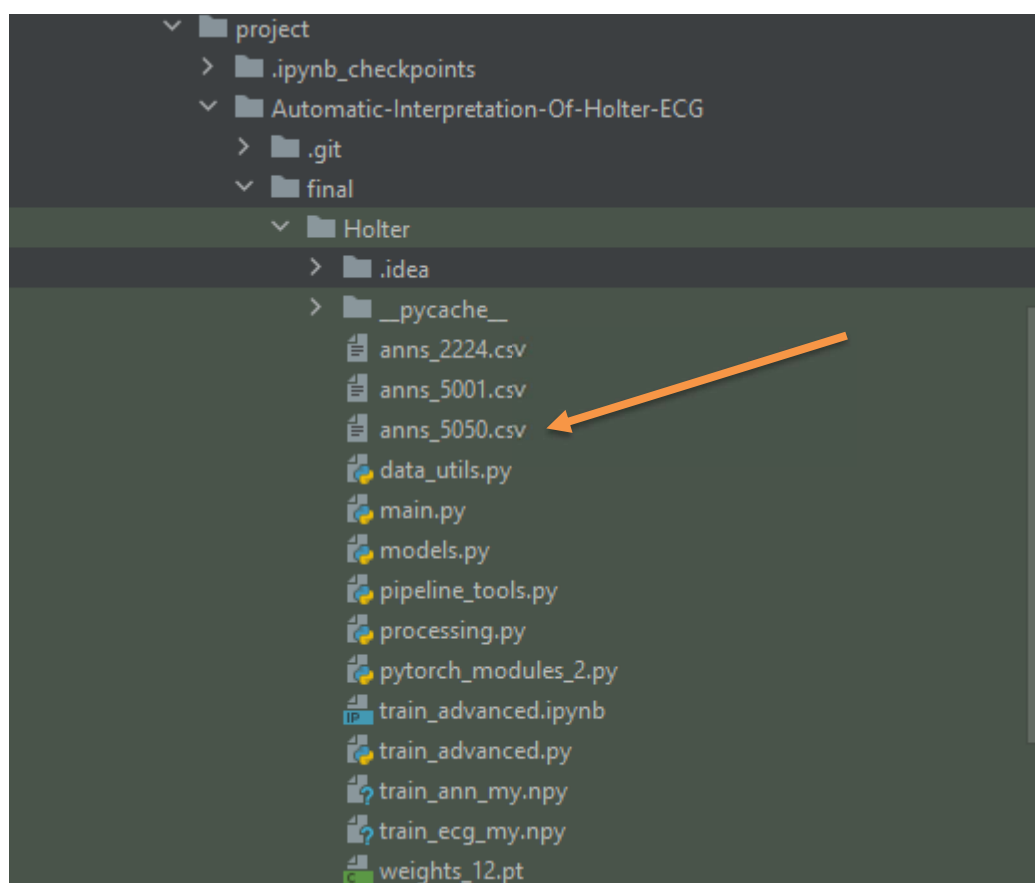 project
.ipynb_checkpoints
Automatic-Interpretation-Of-Holter-ECG
.git
final
Holter
.idea
__pycache__
anns_2224.csv
anns_5001.csv
anns_5050.csv
data_utils.py
main.py
models.py
pipeline_tools.py
processing.py
pytorch_modules_2.py
IP train_advanced.ipynb
train_advanced.py
? train_ann_my.npy
? train_ecg_my.npy
C weights_12.pt